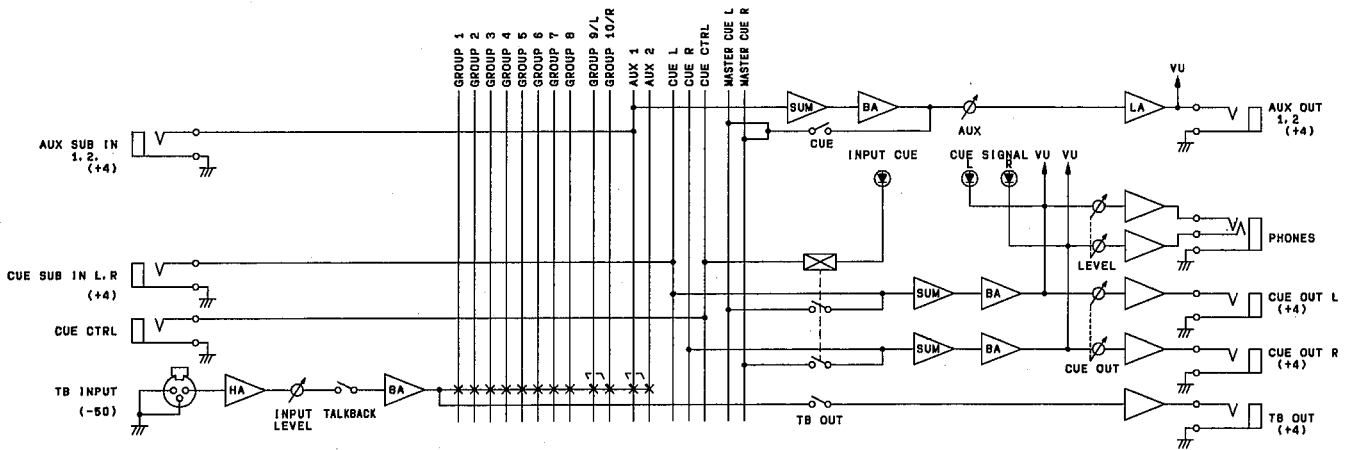 GROUP 1
GROUP 2
GROUP 3
GROUP 4
GROUP 5
GROUP 6
GROUP 7
GROUP 8
GROUP 9/L
GROUP 10/R
AUX 1
AUX 2
CUE L
CUE R
CUE CTRL
MASTER CUE L
MASTER CUE R
AUX SUB IN
1, 2,
(+4)
SUM
BA
AUX
LA
VU
AUX OUT
1, 2
(+4)
CUE
INPUT CUE
CUE SIGNAL
L
R
VU
VU
LEVEL
PHONES
CUE SUB IN L, R
(+4)
SUM
BA
CUE OUT L
(+4)
CUE CTRL
SUM
BA
CUE OUT
CUE OUT R
(+4)
TB INPUT
(-50)
HA
INPUT
LEVEL
TALKBACK
BA
TB OUT
TB OUT
(+4)